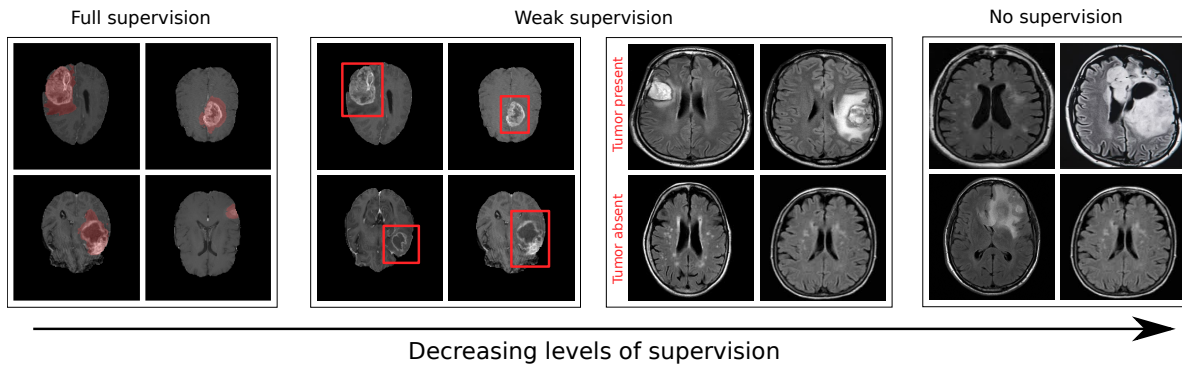 Full supervision
Weak supervision
No supervision
Tumor present
Tumor absent
Decreasing levels of supervision